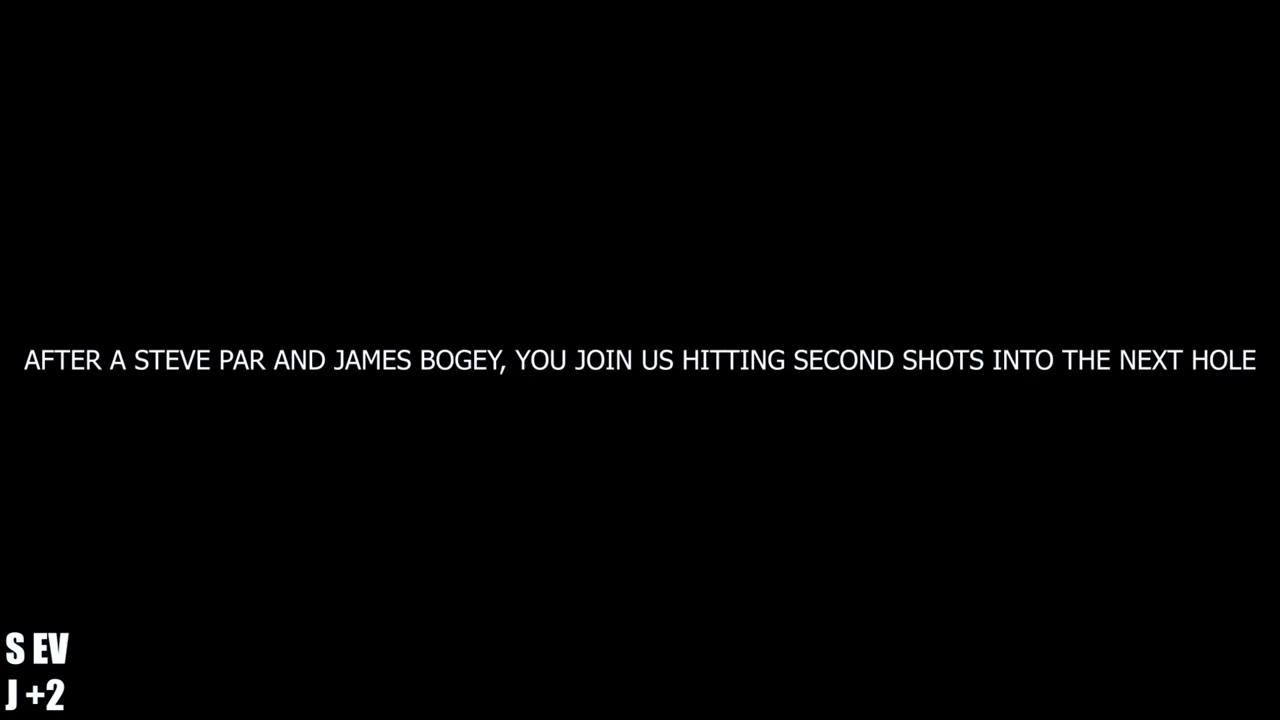 AFTER A STEVE PAR AND JAMES BOGEY, YOU JOIN US HITTING SECOND SHOTS INTO THE NEXT HOLE
S EV
J +2